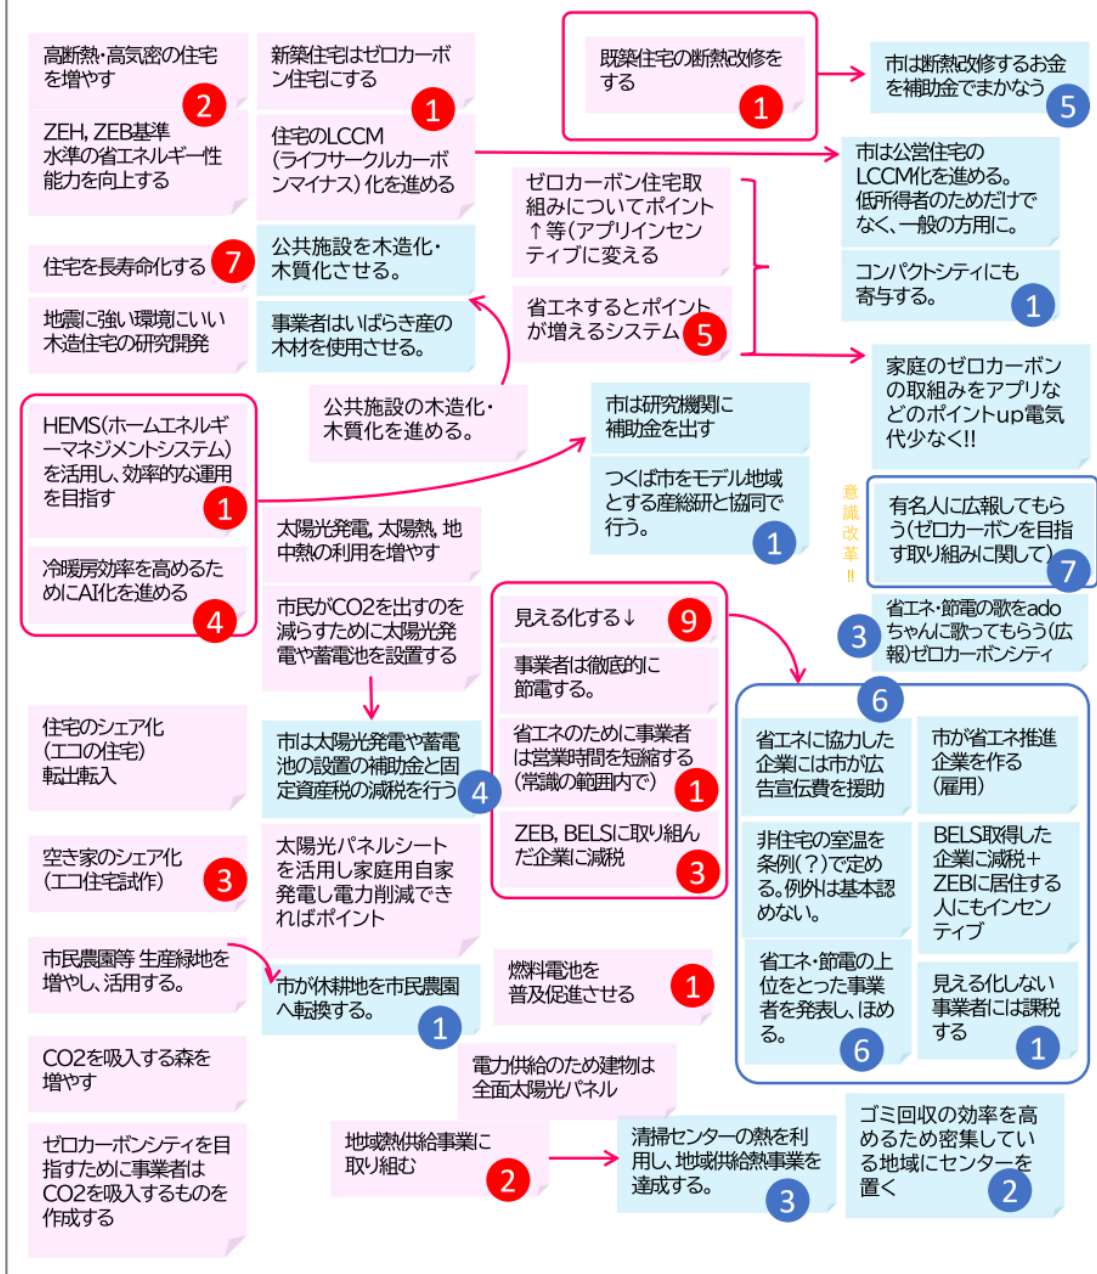 高断熱・高気密の住宅
を増やす
2
ZEH, ZEB基準
水準の省エネルギー性
能力を向上する
新築住宅はゼロカーボ
ン住宅にする
1
住宅のLCCM
(ライフサークルカーボ
ンマイナス)化を進める
既築住宅の断熱改修を
する
1
市は断熱改修するお金
を補助金でまかなう
5
市は公営住宅の
LCCM化を進める。
低所得者のためだけで
なく、一般の方用に。
コンパクトシティにも
寄与する。
1
ゼロカーボン住宅取
組みについてポイント
↑等(アプリインセン
ティブに変える
省エネするとポイント
が増えるシステム
5
住宅を長寿命化する
7
地震に強い環境にいい
木造住宅の研究開発
公共施設を木造化・
木質化させる。
事業者はいばらき産の
木材を使用させる。
公共施設の木造化・
木質化を進める。
家庭のゼロカーボン
の取組みをアプリな
どのポイントup電気
代少なく!!
HEMS(ホームエネルギ
ーマネジメントシステム)
を活用し、効率的な運用
を目指す
1
冷暖房効率を高めるた
めにAI化を進める
4
市は研究機関に
補助金を出す
つくば市をモデル地域
とする産総研と協同で
行う。
1
意識改革!!
有名人に広報してもら
う(ゼロカーボンを目指
す取り組みに関して)
7
省エネ・節電の歌をado
ちゃんに歌ってもらう(広
報)ゼロカーボンシティ
3
太陽光発電, 太陽熱, 地
中熱の利用を増やす
市民がCO2を出すのを
減らすために太陽光発
電や蓄電池を設置する
市は太陽光発電や蓄電
池の設置の補助金と固
定資産税の減税を行う
4
太陽光パネルシート
を活用し家庭用自家
発電し電力削減でき
ればポイント
見える化する↓
9
事業者は徹底的に
節電する。
省エネのために事業者
は営業時間を短縮する
(常識の範囲内で)
1
ZEB, BELSに取り組ん
だ企業に減税
3
6
省エネに協力した
企業には市が広
告宣伝費を援助
市が省エネ推進
企業を作る
(雇用)
非住宅の室温を
条例(?)で定め
る。例外は基本認
めない。
BELS取得した
企業に減税+
ZEBに居住する
人にもインセン
ティブ
省エネ・節電の上
位をとった事業
者を発表し、ほめ
る。
6
見える化しない
事業者には課税
する
1
住宅のシェア化
(エコの住宅)
転出転入
空き家のシェア化
(エコ住宅試作)
3
市民農園等 生産緑地を
増やし、活用する。
市が休耕地を市民農園
へ転換する。
1
燃料電池を
普及促進させる
1
CO2を吸入する森を
増やす
電力供給のため建物は
全面太陽光パネル
ゼロカーボンシティを目
指すために事業者は
CO2を吸入するものを
作成する
地域熱供給事業に
取り組む
2
清掃センターの熱を利
用し、地域供給熱事業を
達成する。
3
ゴミ回収の効率を高
めるため密集してい
る地域にセンターを
置く
2